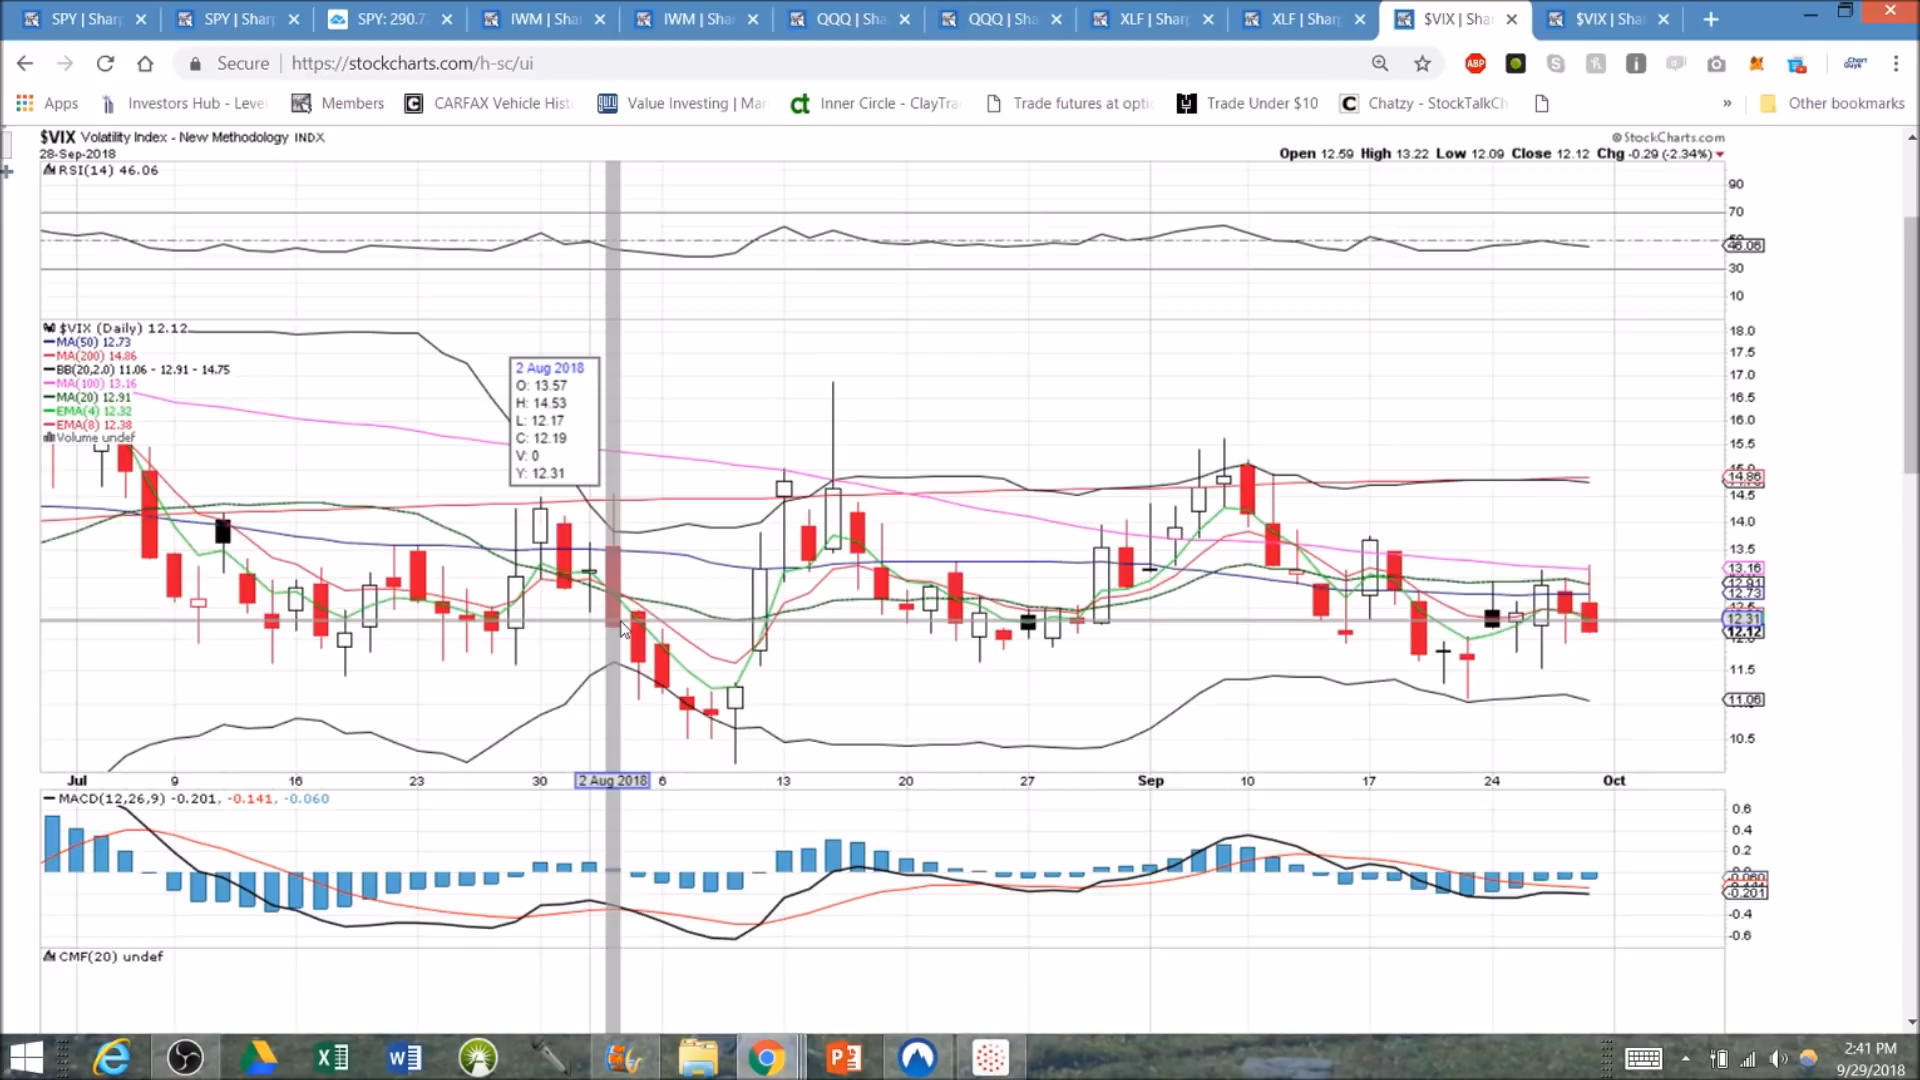 SPY | Shar
SPY | Shar
SPY: 290.7
IWM | Sha
IWM | Sha
QQQ | Sha
QQQ | Sha
XLF | Shar
XLF | Shar
$VIX | Sha
$VIX | Sha
Secure
https://stockcharts.com/h-sc/ui
ABP
Apps
Investors Hub - Level
Members
CARFAX Vehicle Hist
Value Investing | Mar
Inner Circle - ClayTra
Trade futures at optio
Trade Under $10
Chatzy - StockTalkCh
»
Other bookmarks
$VIX Volatility Index - New Methodology INDX
© StockCharts.com
28-Sep-2018
Open 12.59 High 13.22 Low 12.09 Close 12.12 Chg -0.29 (-2.34%)
RSI(14) 46.06
90
70
46.06
30
10
$VIX (Daily) 12.12
MA(50) 12.73
MA(200) 14.86
BB(20,2.0) 11.06 - 12.91 - 14.75
MA(100) 13.16
MA(20) 12.91
EMA(4) 12.32
EMA(8) 12.38
Volume undef
2 Aug 2018
O: 13.57
H: 14.53
L: 12.17
C: 12.19
V: 0
Y: 12.31
18.0
17.5
17.0
16.5
16.0
15.5
14.86
14.5
14.0
13.5
13.16
12.91
12.73
12.31
12.12
11.5
11.06
10.5
Jul
9
16
23
30
2 Aug 2018
6
13
20
27
Sep
10
17
24
Oct
MACD(12,26,9) -0.201, -0.141, -0.060
0.6
0.4
0.2
-0.201
-0.4
-0.6
CMF(20) undef
2:41 PM
9/29/2018